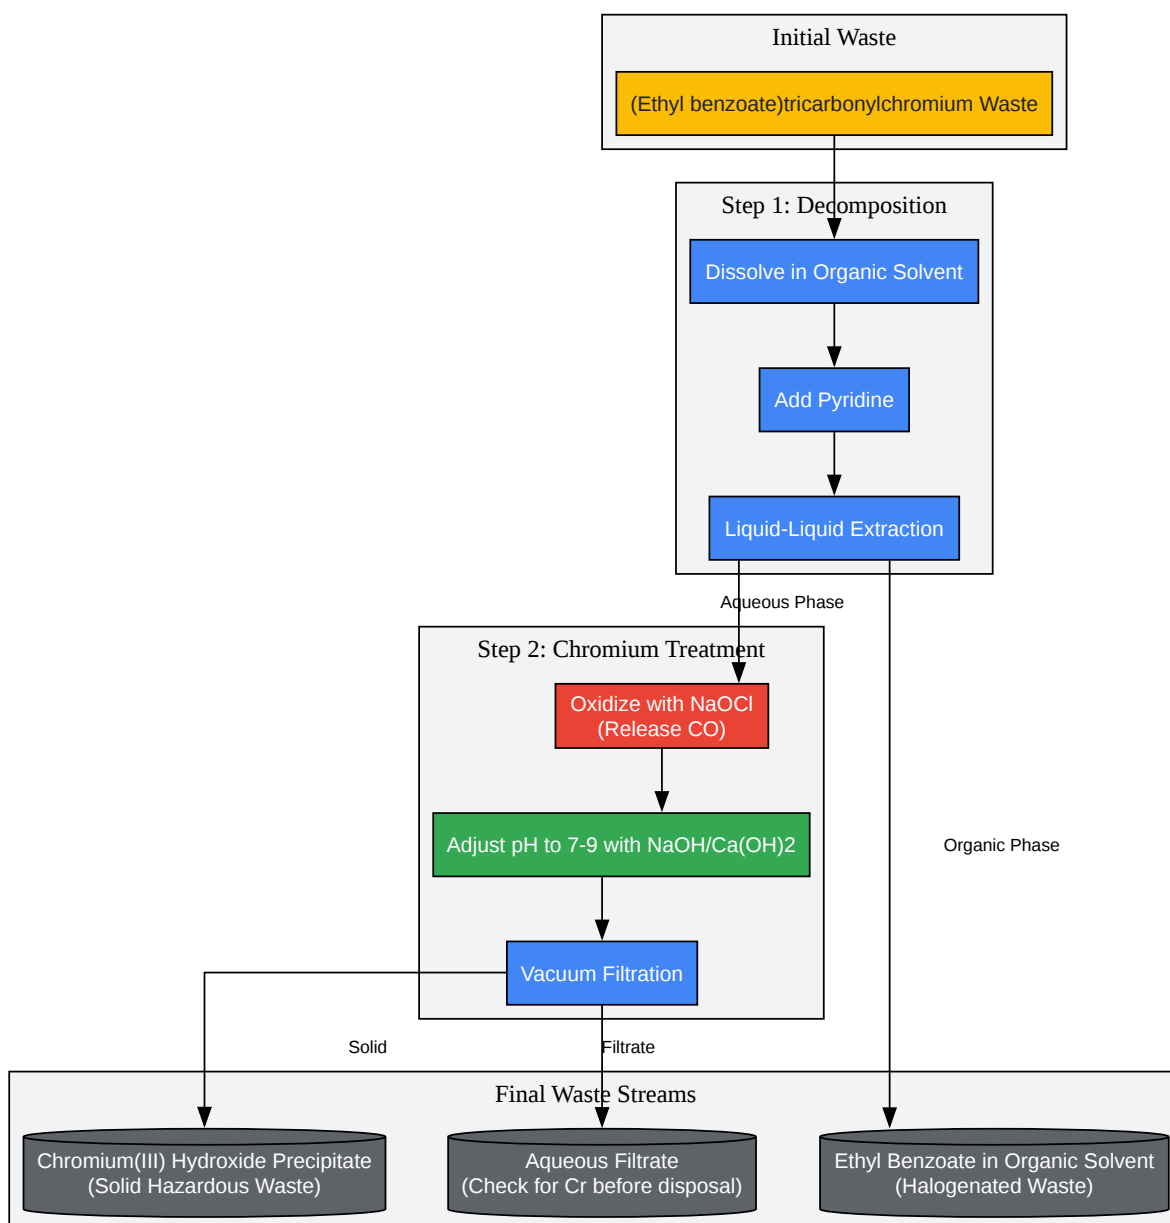 Initial Waste
(Ethyl benzoate)tricarbonylchromium Waste
Step 1: Decomposition
Dissolve in Organic Solvent
Add Pyridine
Liquid-Liquid Extraction
Aqueous Phase
Step 2: Chromium Treatment
Oxidize with NaOCl
(Release CO)
Adjust pH to 7-9 with NaOH/Ca(OH)2
Organic Phase
Vacuum Filtration
Solid
Filtrate
Final Waste Streams
Chromium(III) Hydroxide Precipitate
(Solid Hazardous Waste)
Aqueous Filtrate
(Check for Cr before disposal)
Ethyl Benzoate in Organic Solvent
(Halogenated Waste)